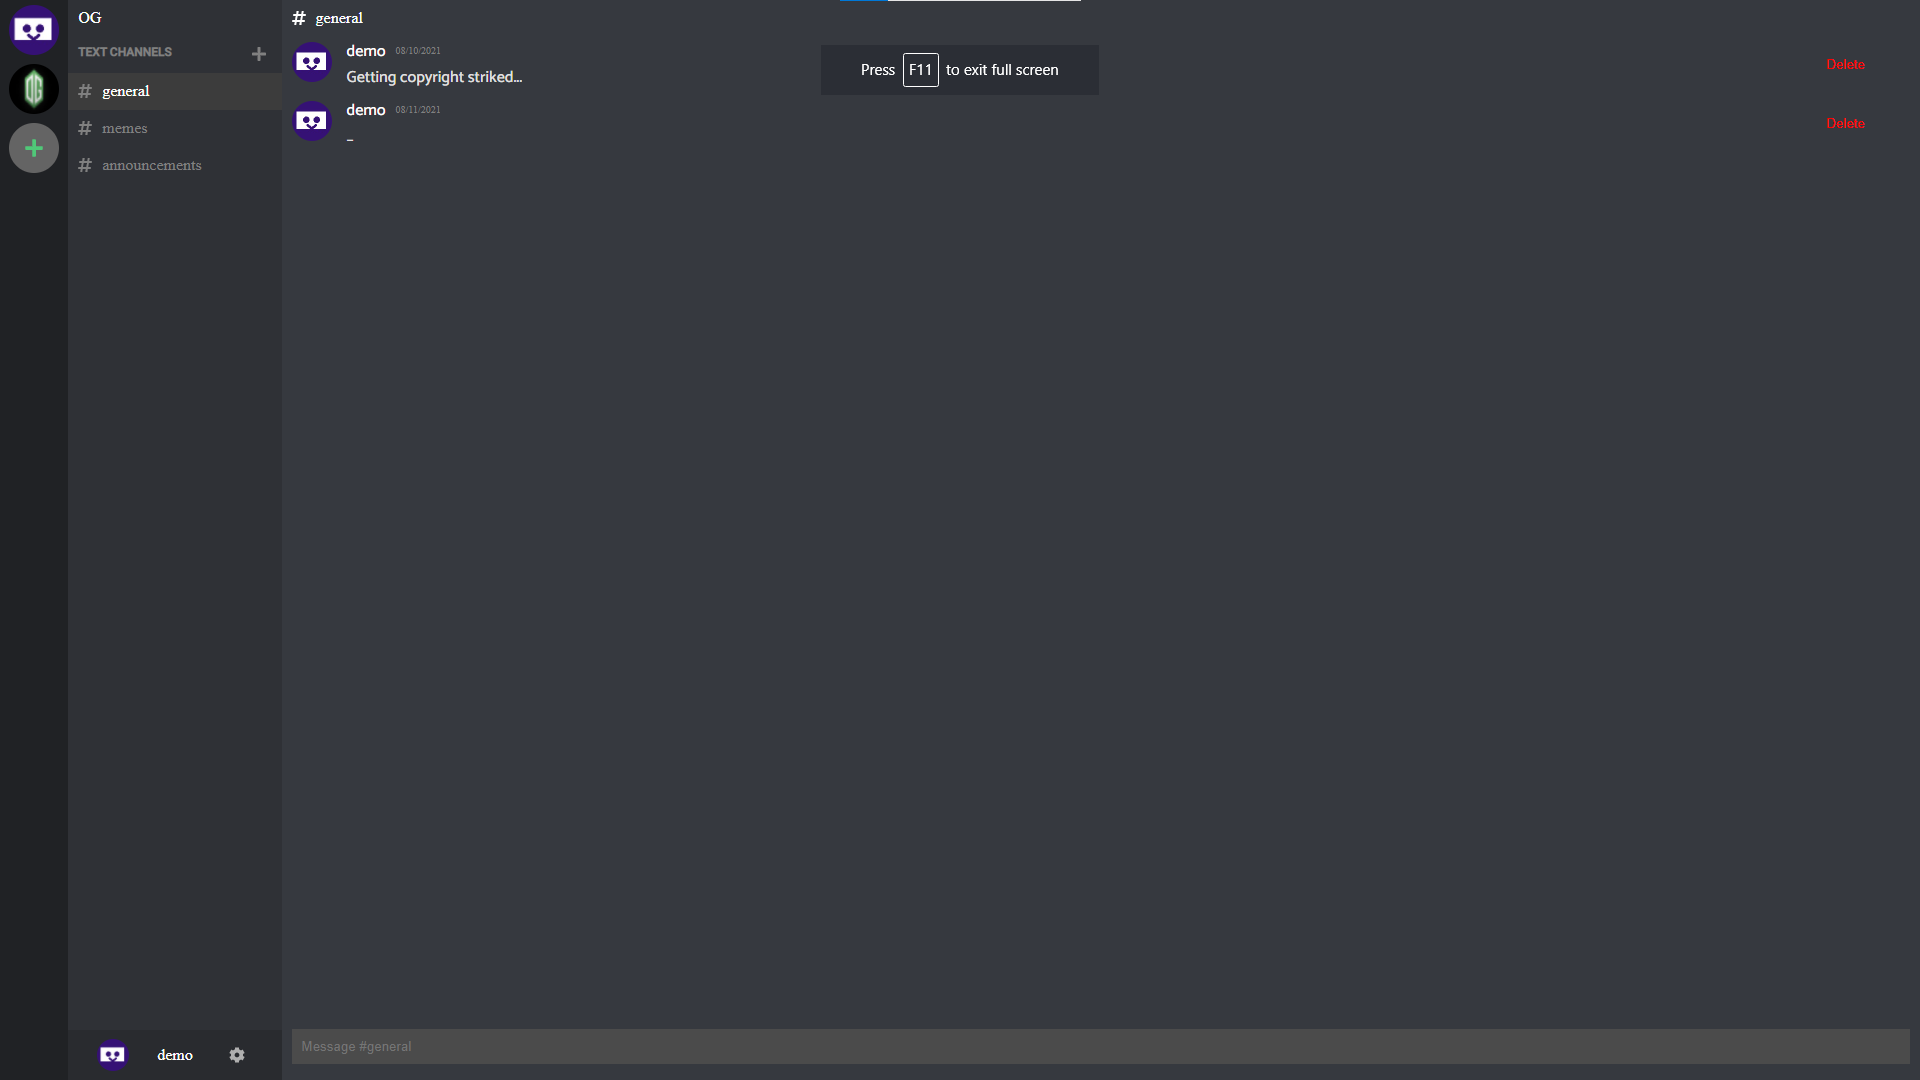 OG
TEXT CHANNELS
# general
# memes
# announcements
demo
# general
demo 08/10/2021
Getting copyright striked...
Delete
demo 08/11/2021
_
Delete
Press F11 to exit full screen
Message #general
OG